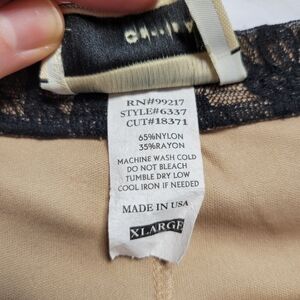 RN#99217
STYLE#6337
CUT#18371
65%NYLON
35%RAYON
MACHINE WASH COLD
DO NOT BLEACH
TUMBLE DRY LOW
COOL IRON IF NEEDED
MADE IN USA
XLARGE